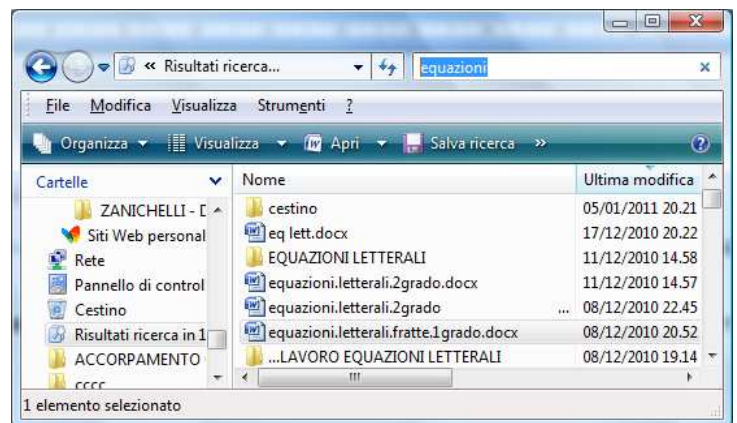 « Risultati ricerca... equazioni
File Modifica Visualizza Strumenti ?
Organizza Visualizza Apri Salva ricerca »
Cartelle
ZANICHELLI - E
Siti Web personal
Rete
Pannello di control
Cestino
Risultati ricerca in 1
ACCORPAMENTO
cccc
Nome Ultima modifica
cestino 05/01/2011 20.21
eq lett.docx 17/12/2010 20.22
EQUAZIONI LETTERALI 11/12/2010 14.58
equazioni.letterali.2grado.docx 11/12/2010 14.57
equazioni.letterali.2grado ... 08/12/2010 22.45
equazioni.letterali.fratte.1grado.docx 08/12/2010 20.52
...LAVORO EQUAZIONI LETTERALI 08/12/2010 19.14
1 elemento selezionato